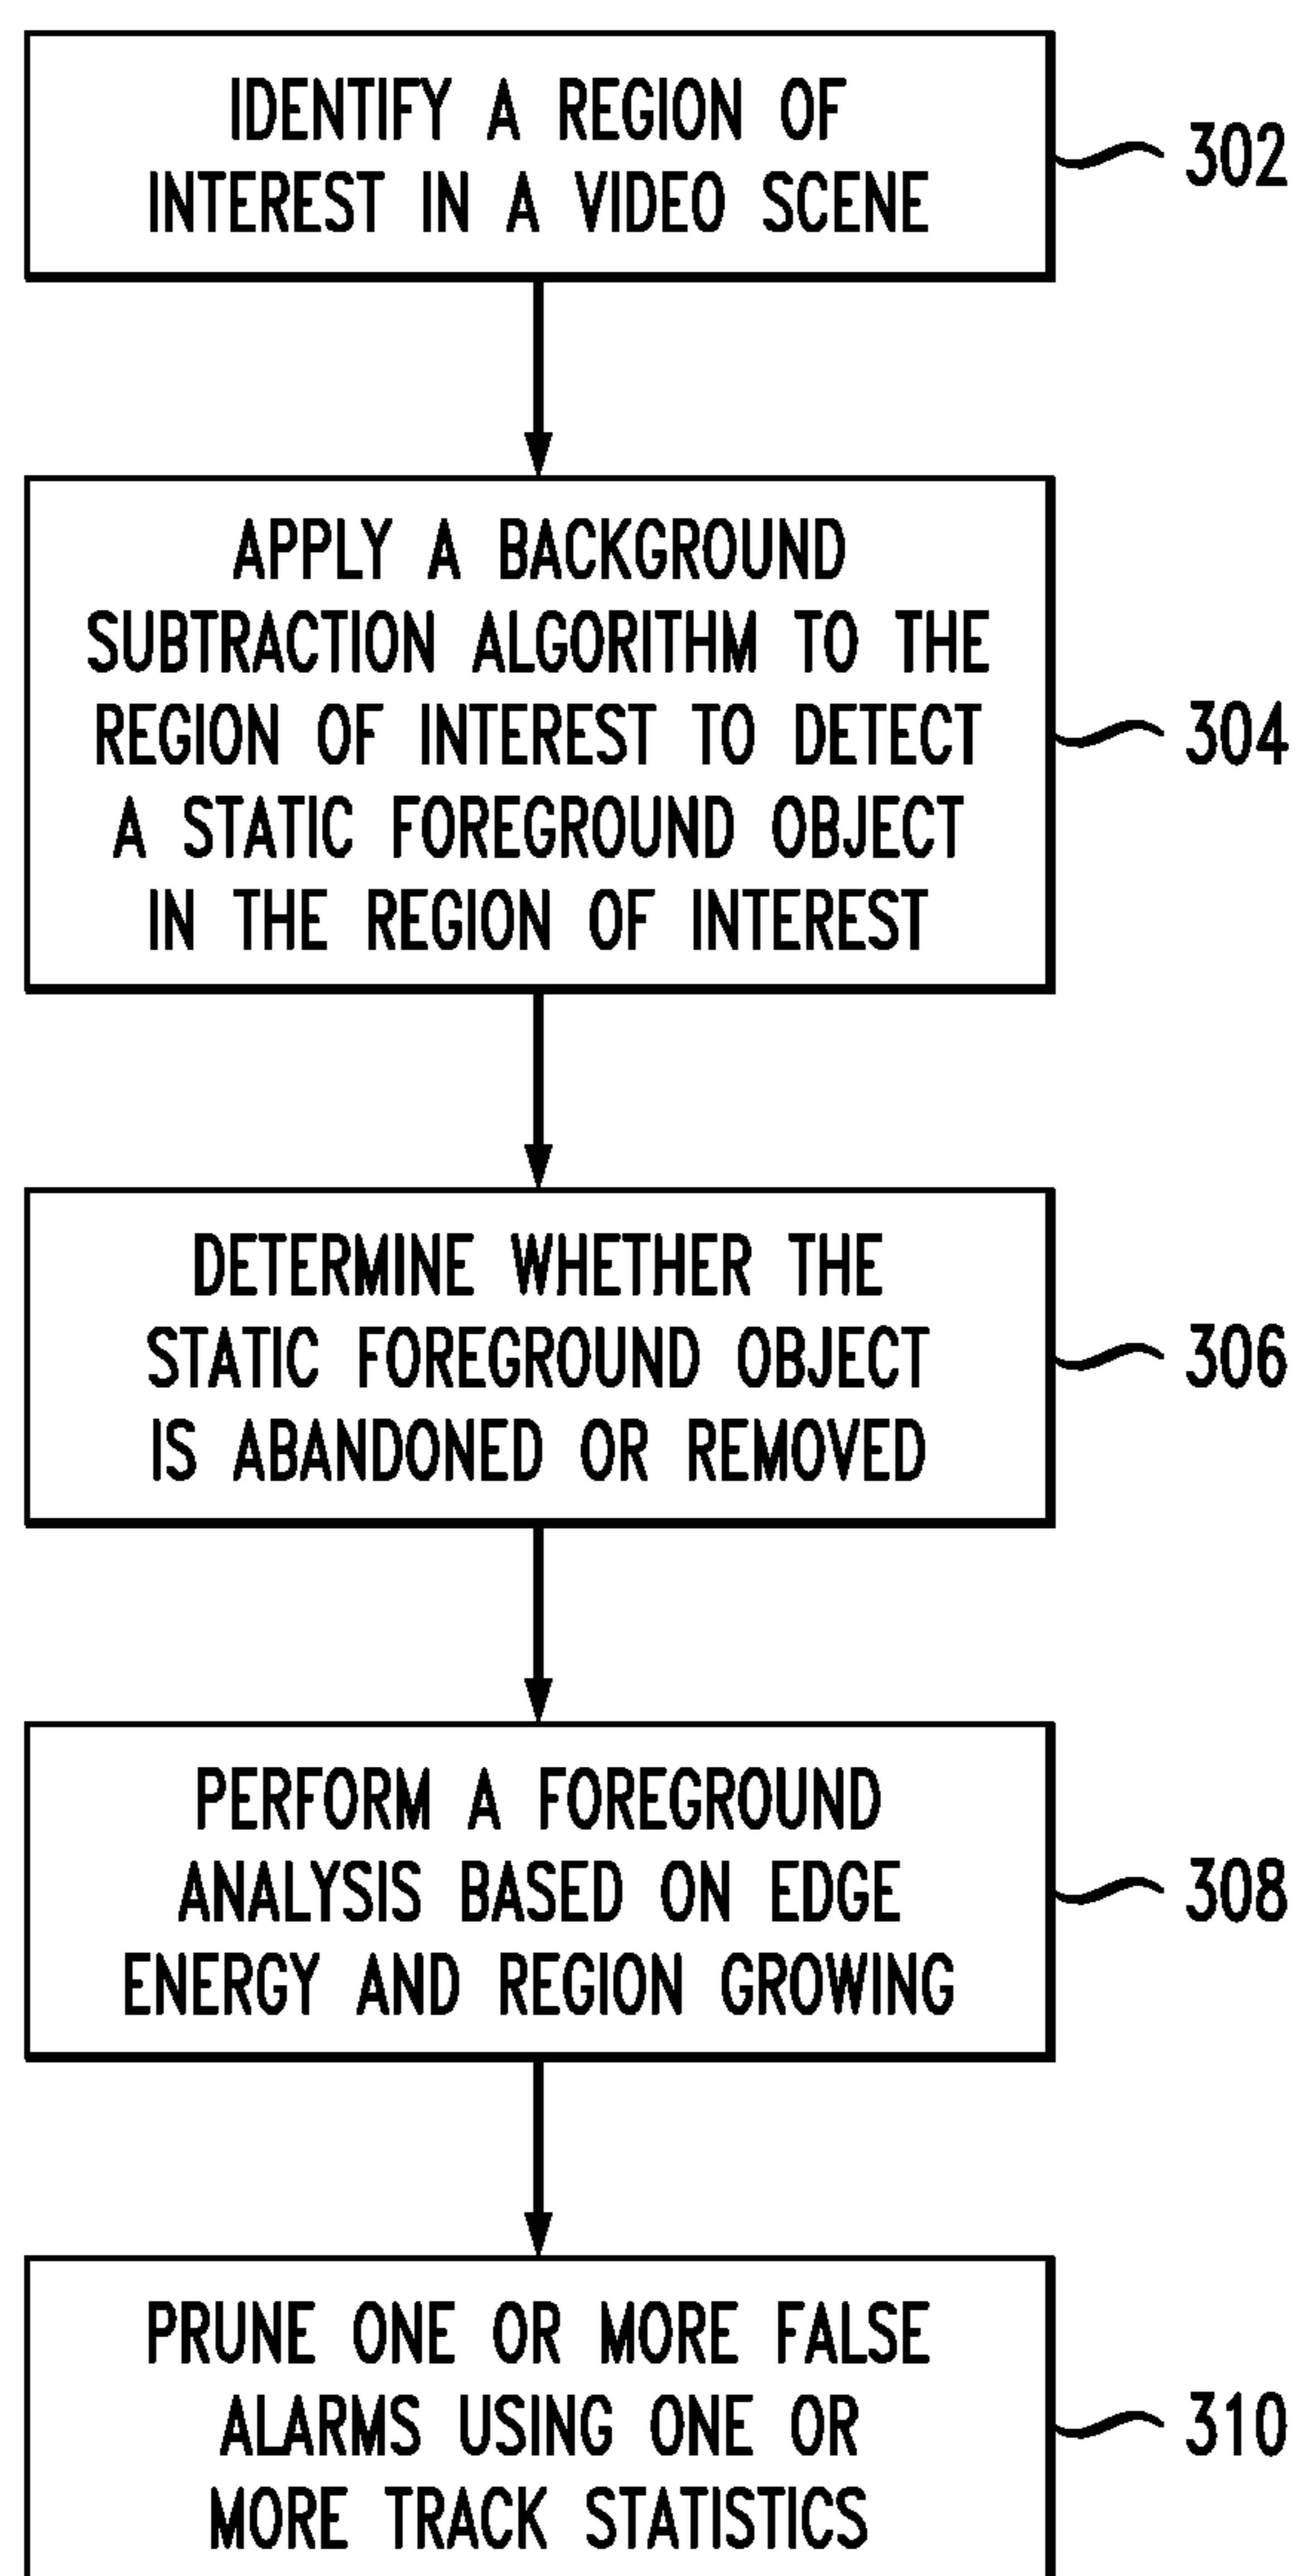 IDENTIFY A REGION OF
INTEREST IN A VIDEO SCENE
302
APPLY A BACKGROUND
SUBTRACTION ALGORITHM TO THE
REGION OF INTEREST TO DETECT
A STATIC FOREGROUND OBJECT
IN THE REGION OF INTEREST
304
DETERMINE WHETHER THE
STATIC FOREGROUND OBJECT
IS ABANDONED OR REMOVED
306
PERFORM A FOREGROUND
ANALYSIS BASED ON EDGE
ENERGY AND REGION GROWING
308
PRUNE ONE OR MORE FALSE
ALARMS USING ONE OR
MORE TRACK STATISTICS
310